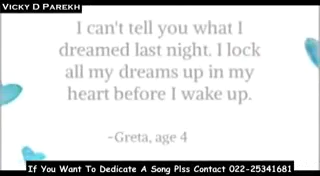 Vicky D Parekh
I can't tell you what I
dreamed last night. I lock
all my dreams up in my
heart before I wake up.
-Greta, age 4
If You Want To Dedicate A Song Plss Contact 022-25341681